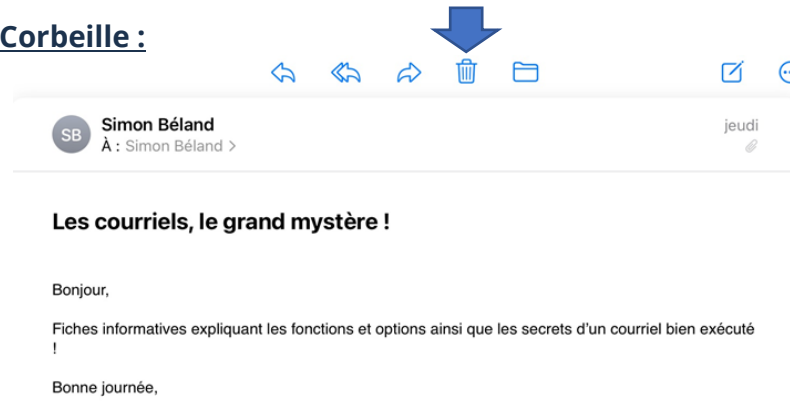 Corbeille :
SB
Simon Béland
jeudi
À : Simon Béland >
Les courriels, le grand mystère !
Bonjour,
Fiches informatives expliquant les fonctions et options ainsi que les secrets d'un courriel bien exécuté
!
Bonne journée,